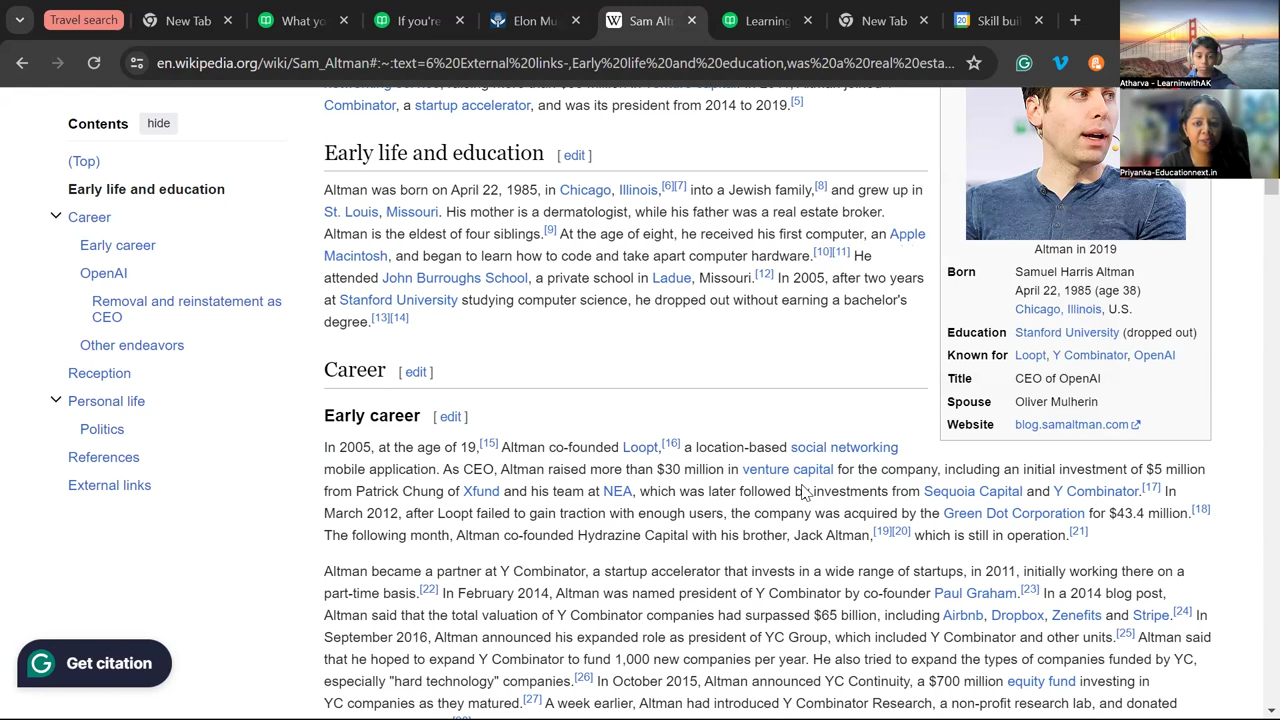 Travel search
New Tab
What yo
If you're
Elon Mu
Sam Alt
Learning
New Tab
Skill bui
en.wikipedia.org/wiki/Sam_Altman#:~:text=6%20External%20links-,Early%20life%20and%20education,was%20a%20real%20esta...
Atharva - LearninwithAK
Priyanka-Educationnext.in
Contents
hide
(Top)
Early life and education
Career
Early career
OpenAI
Removal and reinstatement as
CEO
Other endeavors
Reception
Personal life
Politics
References
External links
Get citation
Combinator, a startup accelerator, and was its president from 2014 to 2019.[5]
Early life and education [ edit ]
Altman was born on April 22, 1985, in Chicago, Illinois,[6][7] into a Jewish family,[8] and grew up in
St. Louis, Missouri. His mother is a dermatologist, while his father was a real estate broker.
Altman is the eldest of four siblings.[9] At the age of eight, he received his first computer, an Apple
Macintosh, and began to learn how to code and take apart computer hardware.[10][11] He
attended John Burroughs School, a private school in Ladue, Missouri.[12] In 2005, after two years
at Stanford University studying computer science, he dropped out without earning a bachelor's
degree.[13][14]
Career [ edit ]
Early career [ edit ]
In 2005, at the age of 19,[15] Altman co-founded Loopt,[16] a location-based social networking
mobile application. As CEO, Altman raised more than $30 million in venture capital for the company, including an initial investment of $5 million
from Patrick Chung of Xfund and his team at NEA, which was later followed by investments from Sequoia Capital and Y Combinator.[17] In
March 2012, after Loopt failed to gain traction with enough users, the company was acquired by the Green Dot Corporation for $43.4 million.[18]
The following month, Altman co-founded Hydrazine Capital with his brother, Jack Altman,[19][20] which is still in operation.[21]
Altman became a partner at Y Combinator, a startup accelerator that invests in a wide range of startups, in 2011, initially working there on a
part-time basis.[22] In February 2014, Altman was named president of Y Combinator by co-founder Paul Graham.[23] In a 2014 blog post,
Altman said that the total valuation of Y Combinator companies had surpassed $65 billion, including Airbnb, Dropbox, Zenefits and Stripe.[24] In
September 2016, Altman announced his expanded role as president of YC Group, which included Y Combinator and other units.[25] Altman said
that he hoped to expand Y Combinator to fund 1,000 new companies per year. He also tried to expand the types of companies funded by YC,
especially "hard technology" companies.[26] In October 2015, Altman announced YC Continuity, a $700 million equity fund investing in
YC companies as they matured.[27] A week earlier, Altman had introduced Y Combinator Research, a non-profit research lab, and donated
Altman in 2019
Born Samuel Harris Altman
April 22, 1985 (age 38)
Chicago, Illinois, U.S.
Education Stanford University (dropped out)
Known for Loopt, Y Combinator, OpenAI
Title CEO of OpenAI
Spouse Oliver Mulherin
Website blog.samaltman.com